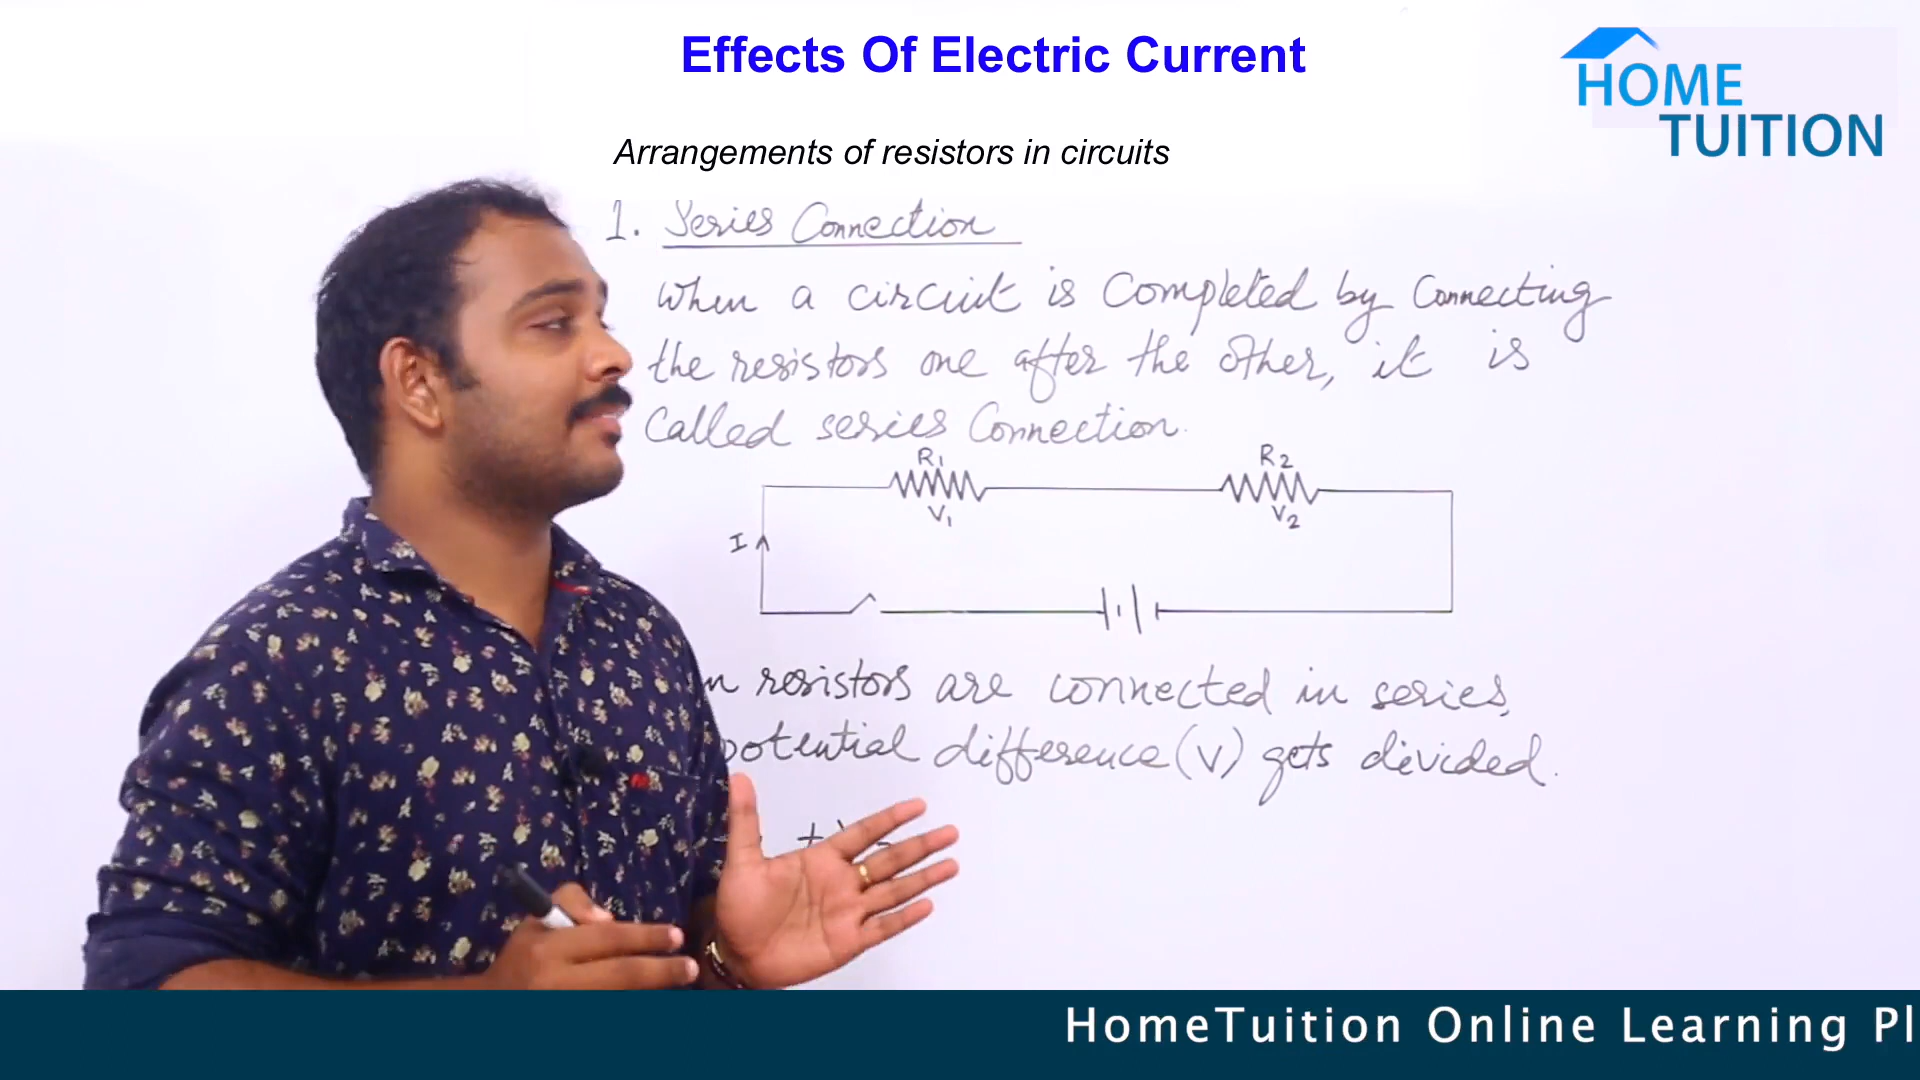 Effects Of Electric Current
HOME
TUITION
Arrangements of resistors in circuits
1. Series Connection
When a circuit is completed by connecting
the resistors one after the other, it is
called series connection.
R1
R2
V1
V2
I
resistors are connected in series,
potential difference (V) gets divided.
+
HomeTuition Online Learning Pl